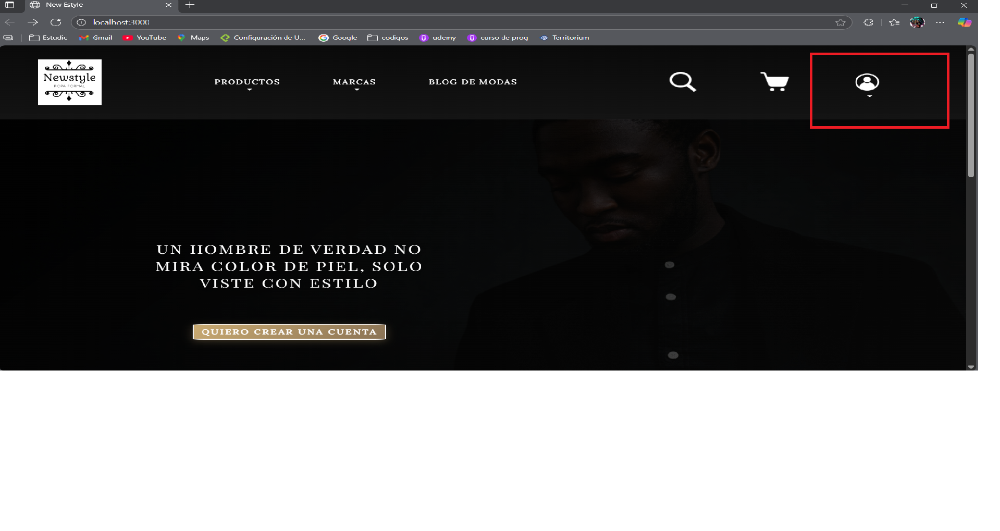 New Estyle
localhost:3000
Estudio
Gmail
YouTube
Maps
Configuración de U...
Google
codigos
udemy
curso de prog
Territorium
Newstyle
ROPA FORMAL
PRODUCTOS
MARCAS
BLOG DE MODAS
UN HOMBRE DE VERDAD NO
MIRA COLOR DE PIEL, SOLO
VISTE CON ESTILO
QUIERO CREAR UNA CUENTA